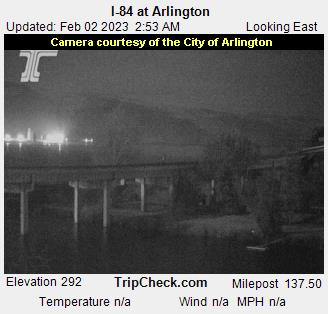 I-84 at Arlington
Updated: Feb 02 2023 2:53 AM Looking East
Camera courtesy of the City of Arlington
Elevation 292 TripCheck.com Milepost 137.50
Temperature n/a Wind n/a MPH n/a